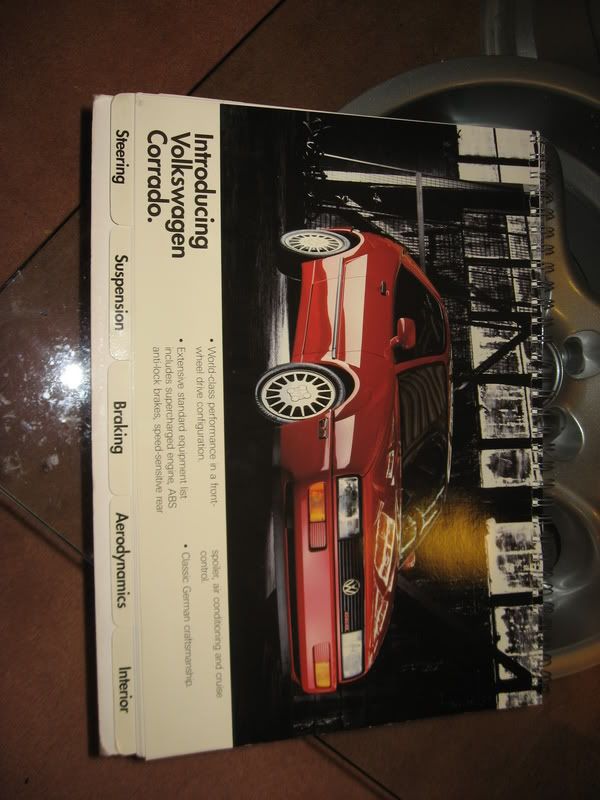 Introducing
Volkswagen
Corrado.
• World-class performance in a front-
wheel drive configuration.
• Extensive standard equipment list
includes supercharged engine, ABS
anti-lock brakes, speed-sensitive rear
spoiler, air conditioning and cruise
control.
• Classic German craftsmanship.
Steering
Suspension
Braking
Aerodynamics
Interior